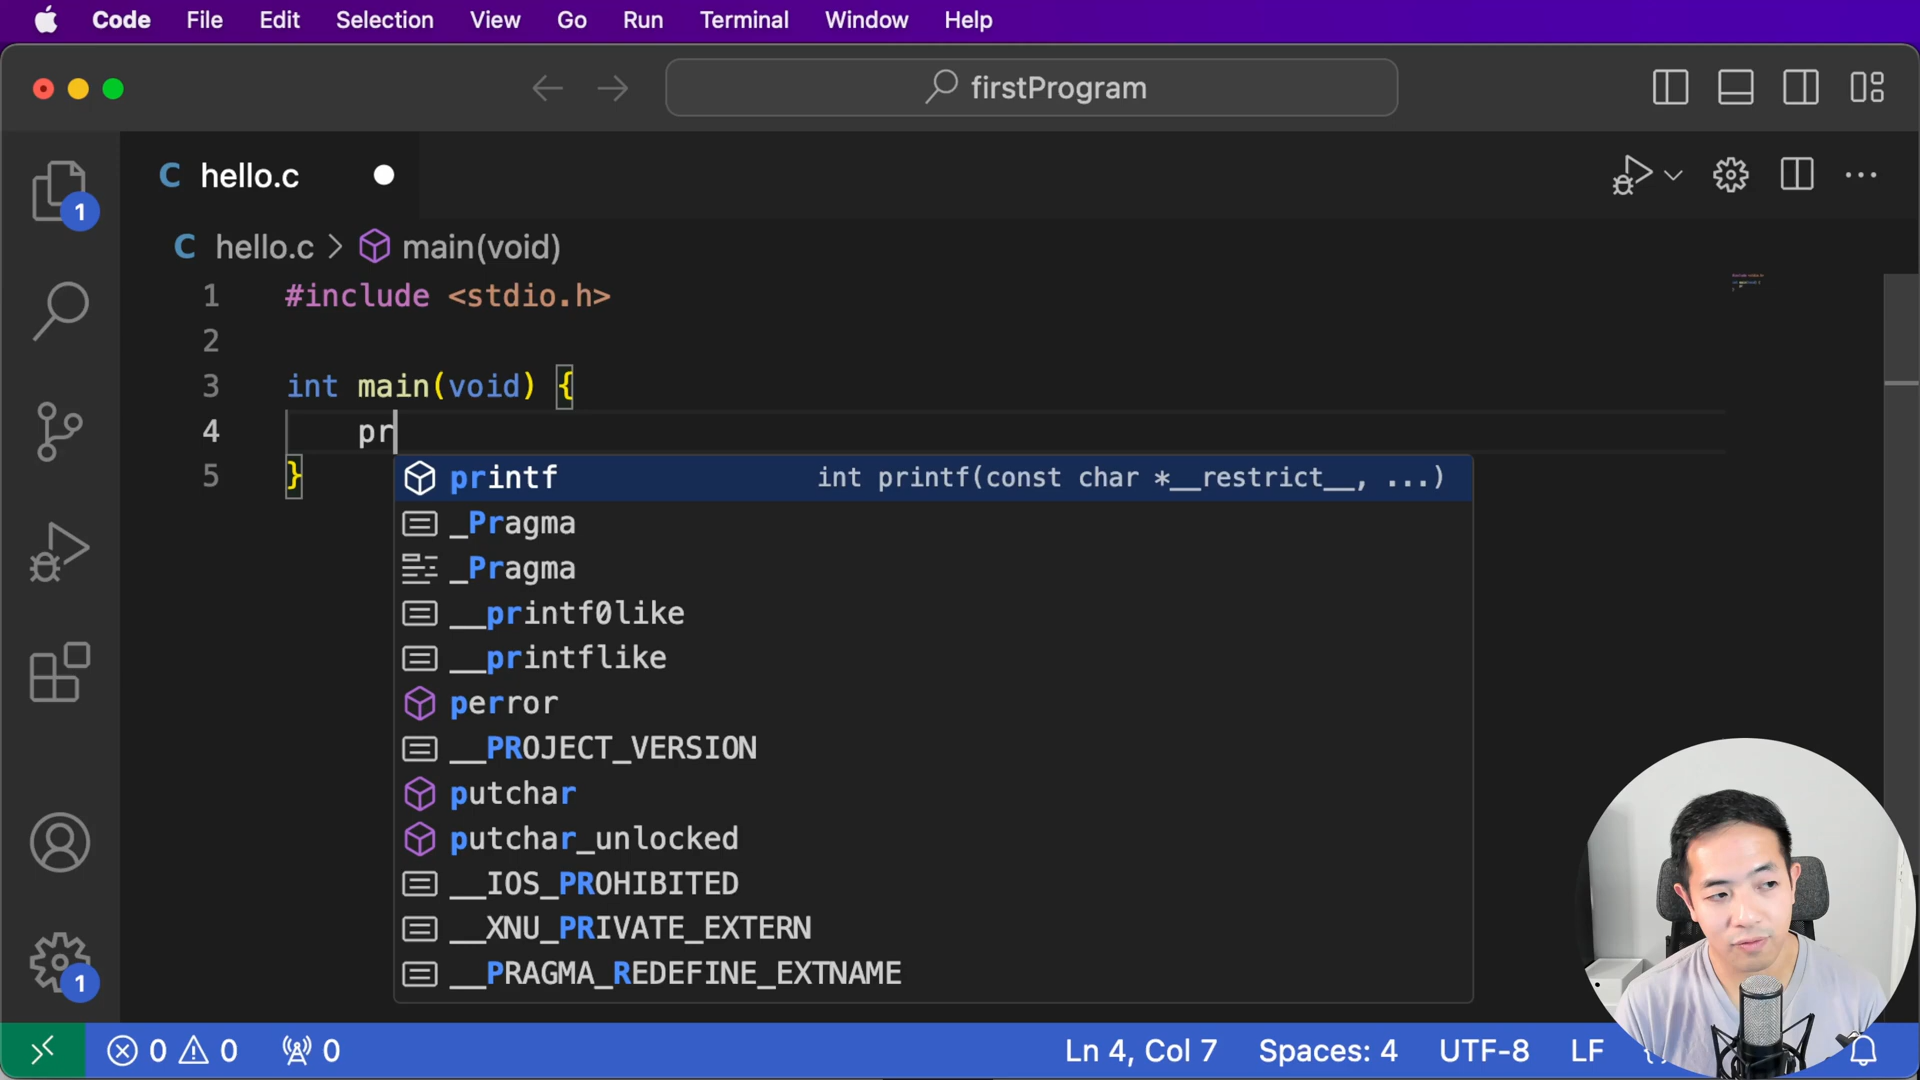 Code File Edit Selection View Go Run Terminal Window Help
firstProgram
C hello.c
1
C hello.c > main(void)
1 #include <stdio.h>
2
3 int main(void) {
4 pr
5 }
printf int printf(const char *__restrict__, ...)
_Pragma
_Pragma
__printf0like
__printflike
perror
__PROJECT_VERSION
putchar
putchar_unlocked
__IOS_PROHIBITED
__XNU_PRIVATE_EXTERN
__PRAGMA_REDEFINE_EXTNAME
1
0 0 0 Ln 4, Col 7 Spaces: 4 UTF-8 LF